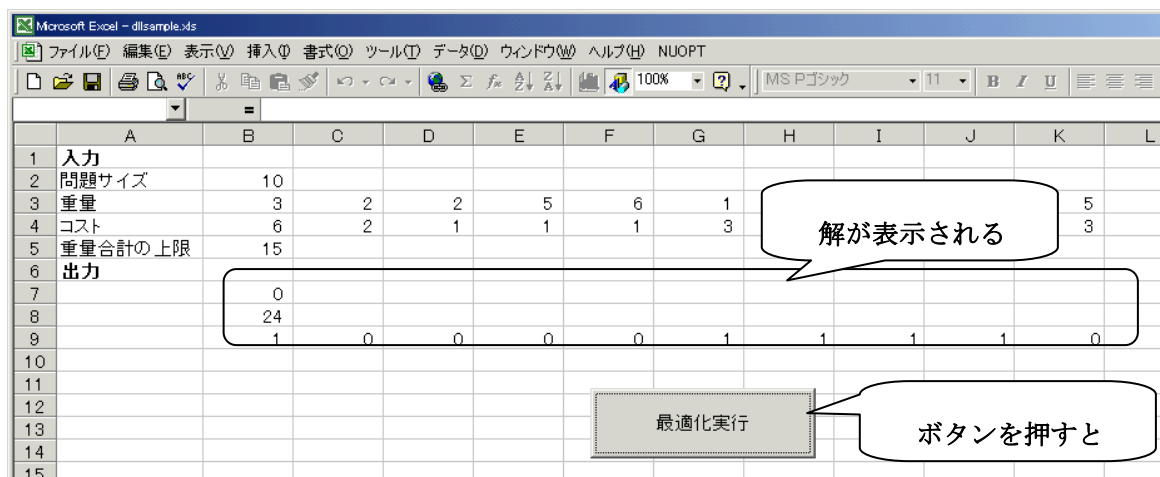 Microsoft Excel - dllsample.xls
ファイル(F) 編集(E) 表示(V) 挿入(I) 書式(O) ツール(T) データ(D) ウィンドウ(W) ヘルプ(H) NUOPT
100% MS Pゴシック 11 B I U
=
A B C D E F G H I J K L
1 入力
2 問題サイズ 10
3 重量 3 2 2 5 6 1 5
4 コスト 6 2 1 1 1 3 3
解が表示される
5 重量合計の上限 15
6 出力
7 0
8 24
9 1 0 0 0 0 1 1 1 1 0
10
11
12
最適化実行
13
ボタンを押すと
14
15